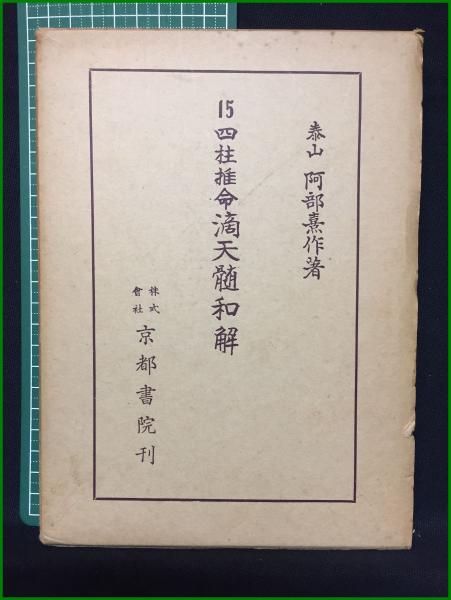 泰山 阿部熹作著
15 四柱推命滴天髄和解
株式會社 京都書院刊